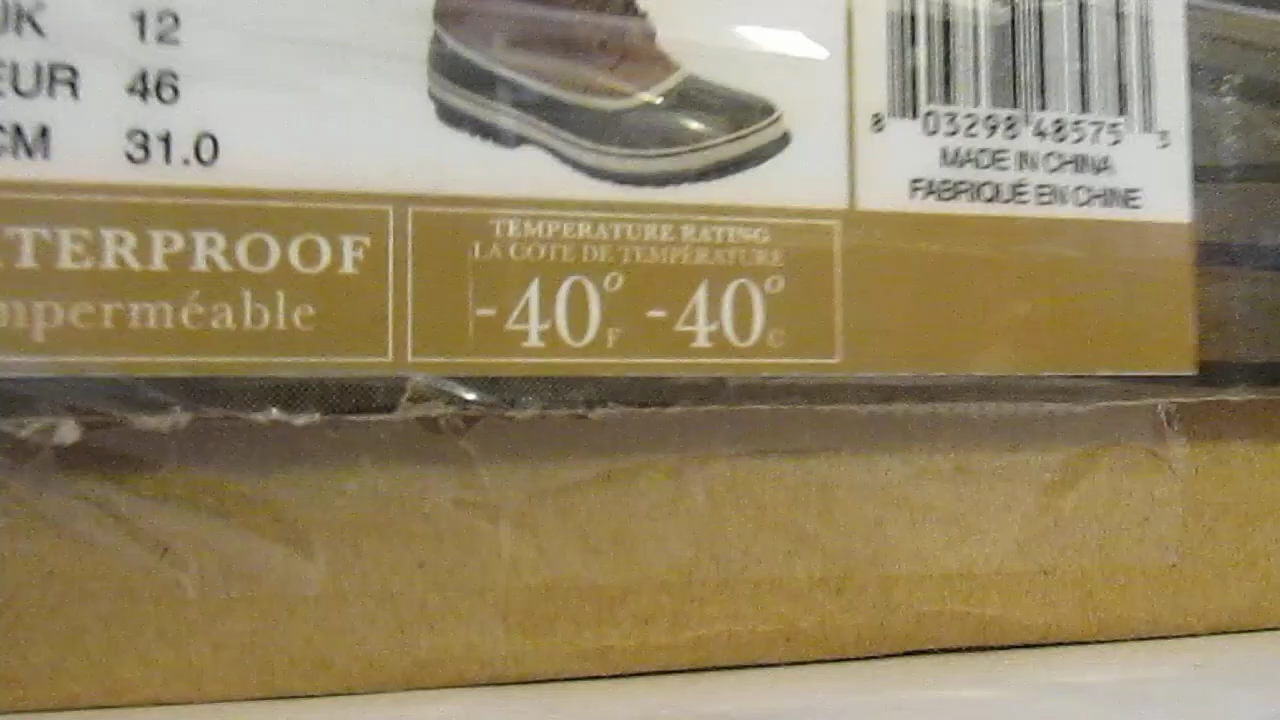 UK 12
EUR 46
CM 31.0
8 03298 48575 3
MADE IN CHINA
FABRIQUÉ EN CHINE
TERPROOF
mperméable
TEMPERATURE RATING
LA COTE DE TEMPÉRATURE
-40°F -40°C